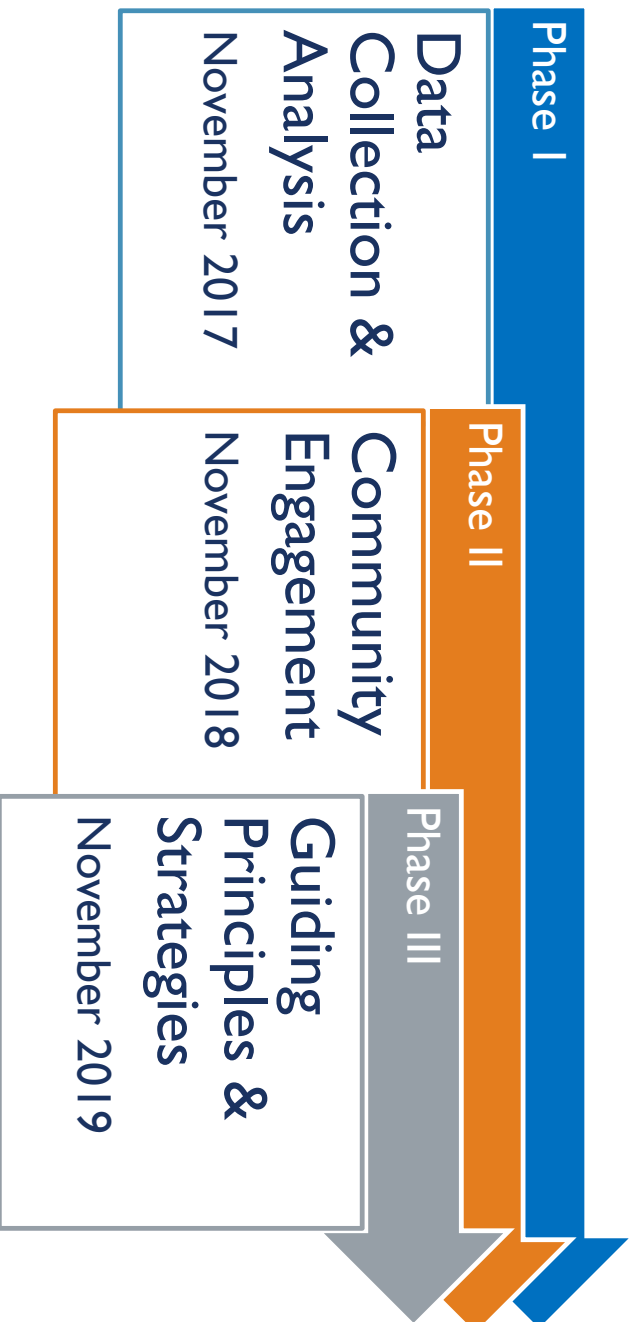 Phase I
Data
Collection &
Analysis
November 2017
Phase II
Community
Engagement
November 2018
Phase III
Guiding
Principles &
Strategies
November 2019